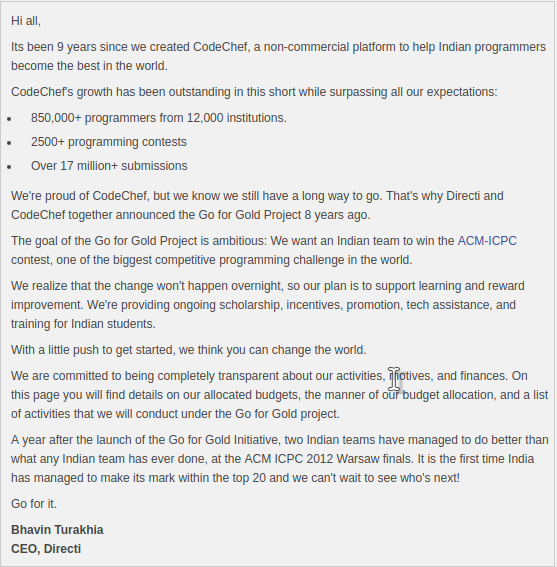 Hi all,
Its been 9 years since we created CodeChef, a non-commercial platform to help Indian programmers
become the best in the world.
CodeChef's growth has been outstanding in this short while surpassing all our expectations:
• 850,000+ programmers from 12,000 institutions.
• 2500+ programming contests
• Over 17 million+ submissions
We're proud of CodeChef, but we know we still have a long way to go. That's why Directi and
CodeChef together announced the Go for Gold Project 8 years ago.
The goal of the Go for Gold Project is ambitious: We want an Indian team to win the ACM-ICPC
contest, one of the biggest competitive programming challenge in the world.
We realize that the change won't happen overnight, so our plan is to support learning and reward
improvement. We're providing ongoing scholarship, incentives, promotion, tech assistance, and
training for Indian students.
With a little push to get started, we think you can change the world.
We are committed to being completely transparent about our activities, motives, and finances. On
this page you will find details on our allocated budgets, the manner of our budget allocation, and a list
of activities that we will conduct under the Go for Gold project.
A year after the launch of the Go for Gold Initiative, two Indian teams have managed to do better than
what any Indian team has ever done, at the ACM ICPC 2012 Warsaw finals. It is the first time India
has managed to make its mark within the top 20 and we can't wait to see who's next!
Go for it.
Bhavin Turakhia
CEO, Directi